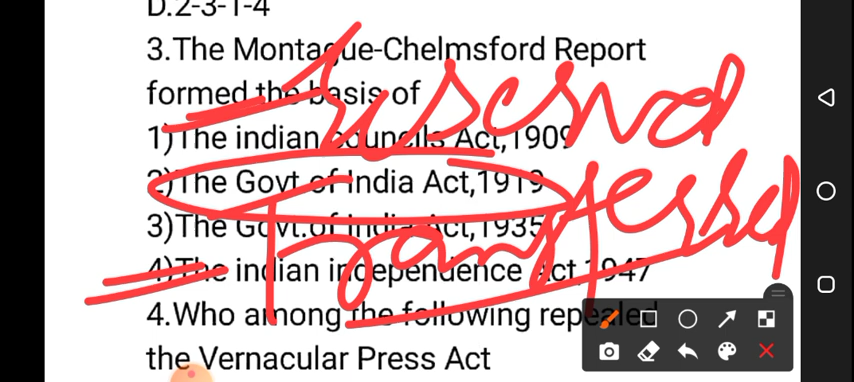 D.2-3-1-4
3.The Montague-Chelmsford Report
formed the basis of
reserved
1)The indian councils Act,1909
2)The Govt.of India Act,1919
3)The Govt.of India Act,1935
4)The indian independence Act,1947
4.Who among the following repealed
the Vernacular Press Act